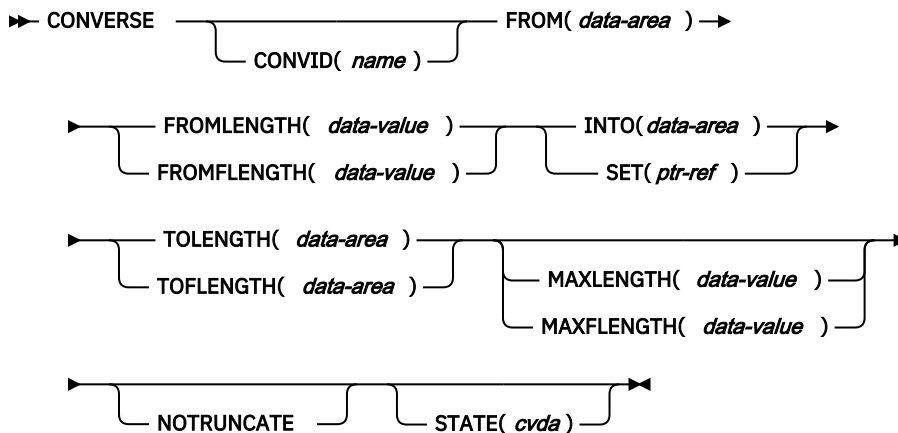 CONVERSE FROM( data-area )
CONVID( name )
FROMLENGTH( data-value ) INTO( data-area )
FROMFLENGTH( data-value ) SET( ptr-ref )
TOLENGTH( data-area )
TOFLENGTH( data-area ) MAXLENGTH( data-value )
MAXFLENGTH( data-value )
NOTRUNCATE STATE( cvda )